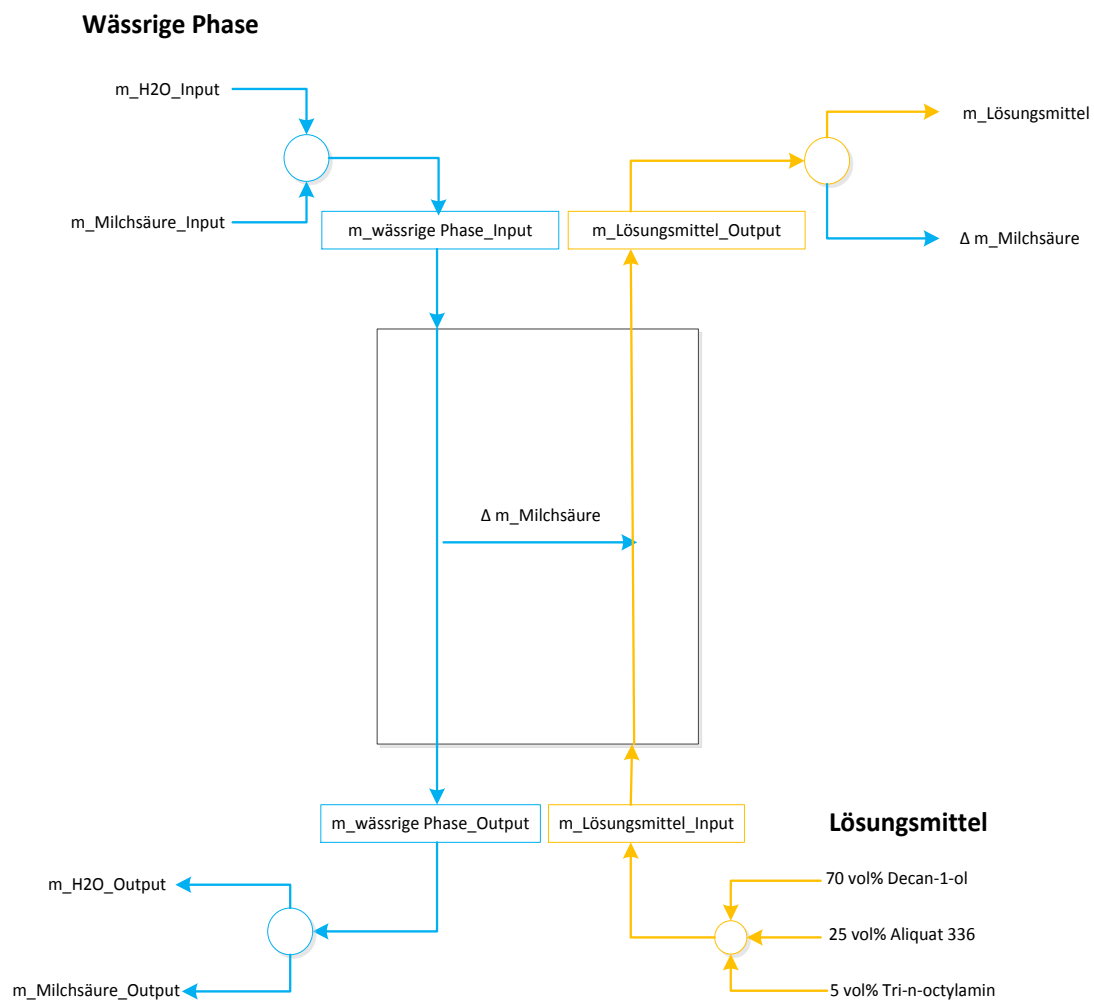 Wässrige Phase
m_H2O_Input
m_Lösungsmittel
m_Milchsäure_Input
m_wässrige Phase_Input
m_Lösungsmittel_Output
Δ m_Milchsäure
Δ m_Milchsäure
m_wässrige Phase_Output
m_Lösungsmittel_Input
Lösungsmittel
m_H2O_Output
70 vol% Decan-1-ol
25 vol% Aliquat 336
m_Milchsäure_Output
5 vol% Tri-n-octylamin